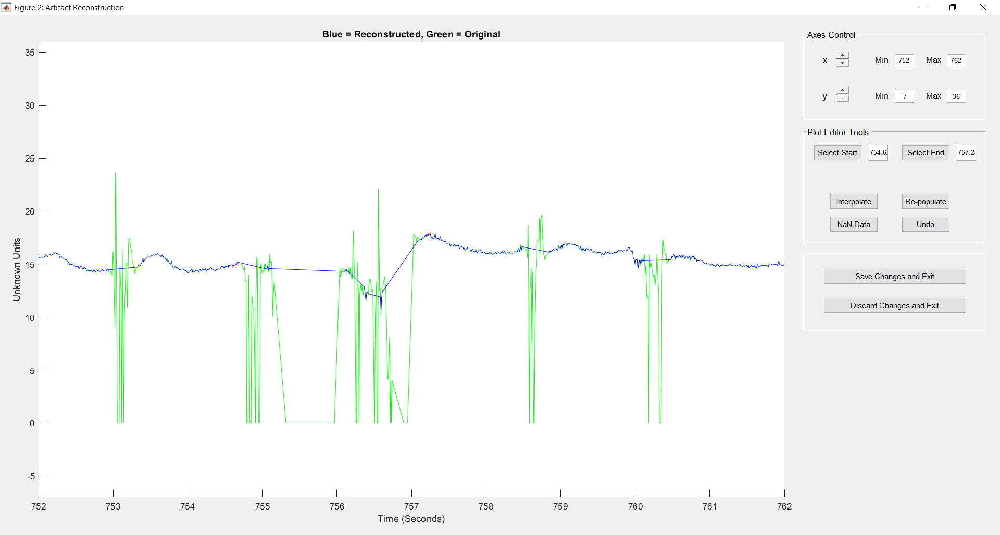 Figure 2: Artifact Reconstruction
Blue = Reconstructed, Green = Original
35
30
25
20
15
10
5
0
-5
Unknown Units
752 753 754 755 756 757 758 759 760 761 762
Time (Seconds)
Axes Control
x Min 752 Max 762
y Min -7 Max 36
Plot Editor Tools
Select Start 754.6 Select End 757.2
Interpolate Re-populate
NaN Data Undo
Save Changes and Exit
Discard Changes and Exit